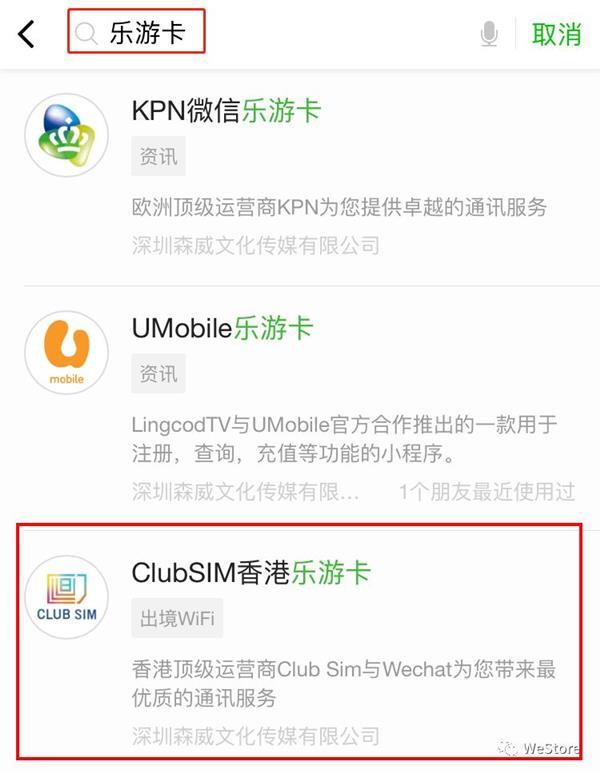 乐游卡
取消
KPN微信乐游卡
资讯
欧洲顶级运营商KPN为您提供卓越的通讯服务
深圳森威文化传媒有限公司
UMobile乐游卡
mobile
资讯
LingcodTV与UMobile官方合作推出的一款用于
注册，查询，充值等功能的小程序。
深圳森威文化传媒有限... 1个朋友最近使用过
ClubSIM香港乐游卡
CLUB SIM
出境WiFi
香港顶级运营商Club Sim与Wechat为您带来最
优质的通讯服务
深圳森威文化传媒有限公司
WeStore